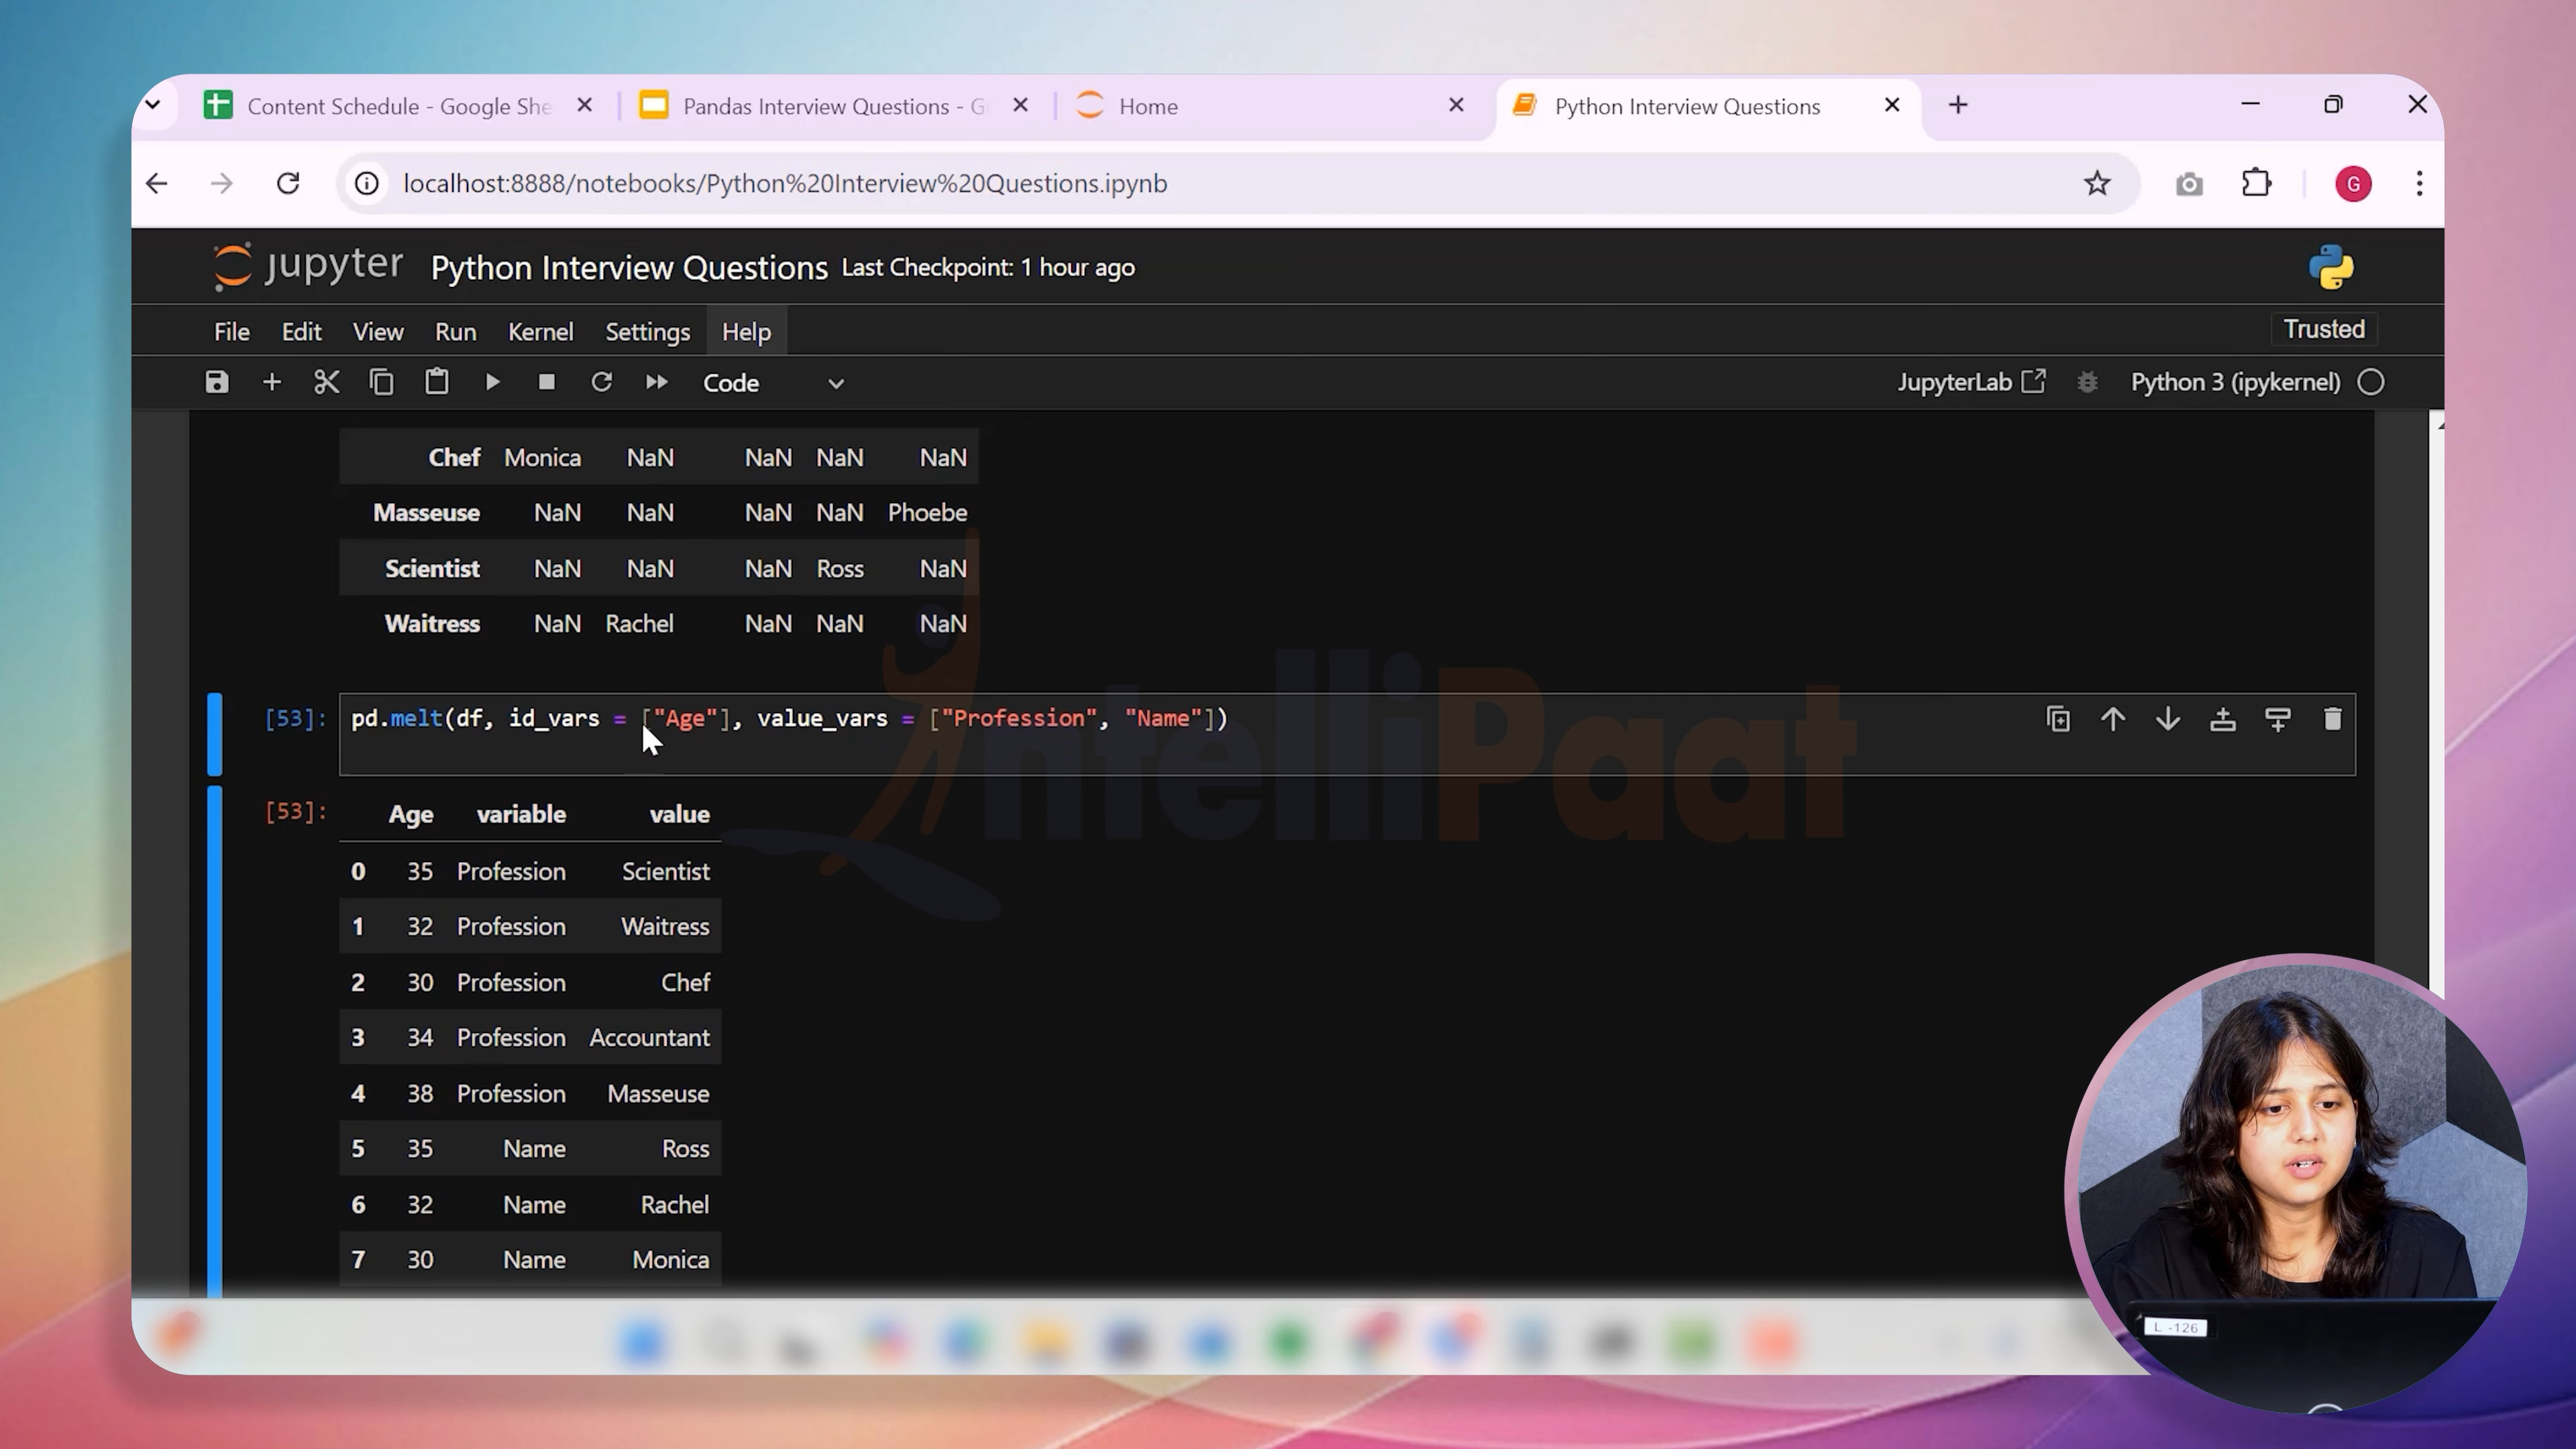 Content Schedule - Google She
Pandas Interview Questions - G
Home
Python Interview Questions
localhost:8888/notebooks/Python%20Interview%20Questions.ipynb
G
jupyter Python Interview Questions Last Checkpoint: 1 hour ago
File Edit View Run Kernel Settings Help
Trusted
Code
JupyterLab
Python 3 (ipykernel)
Chef Monica NaN NaN NaN NaN
Masseuse NaN NaN NaN NaN Phoebe
Scientist NaN NaN NaN Ross NaN
Waitress NaN Rachel NaN NaN NaN
[53]: pd.melt(df, id_vars = ["Age"], value_vars = ["Profession", "Name"])
IntelliPaat
[53]: Age variable value
0 35 Profession Scientist
1 32 Profession Waitress
2 30 Profession Chef
3 34 Profession Accountant
4 38 Profession Masseuse
5 35 Name Ross
6 32 Name Rachel
7 30 Name Monica
L -126